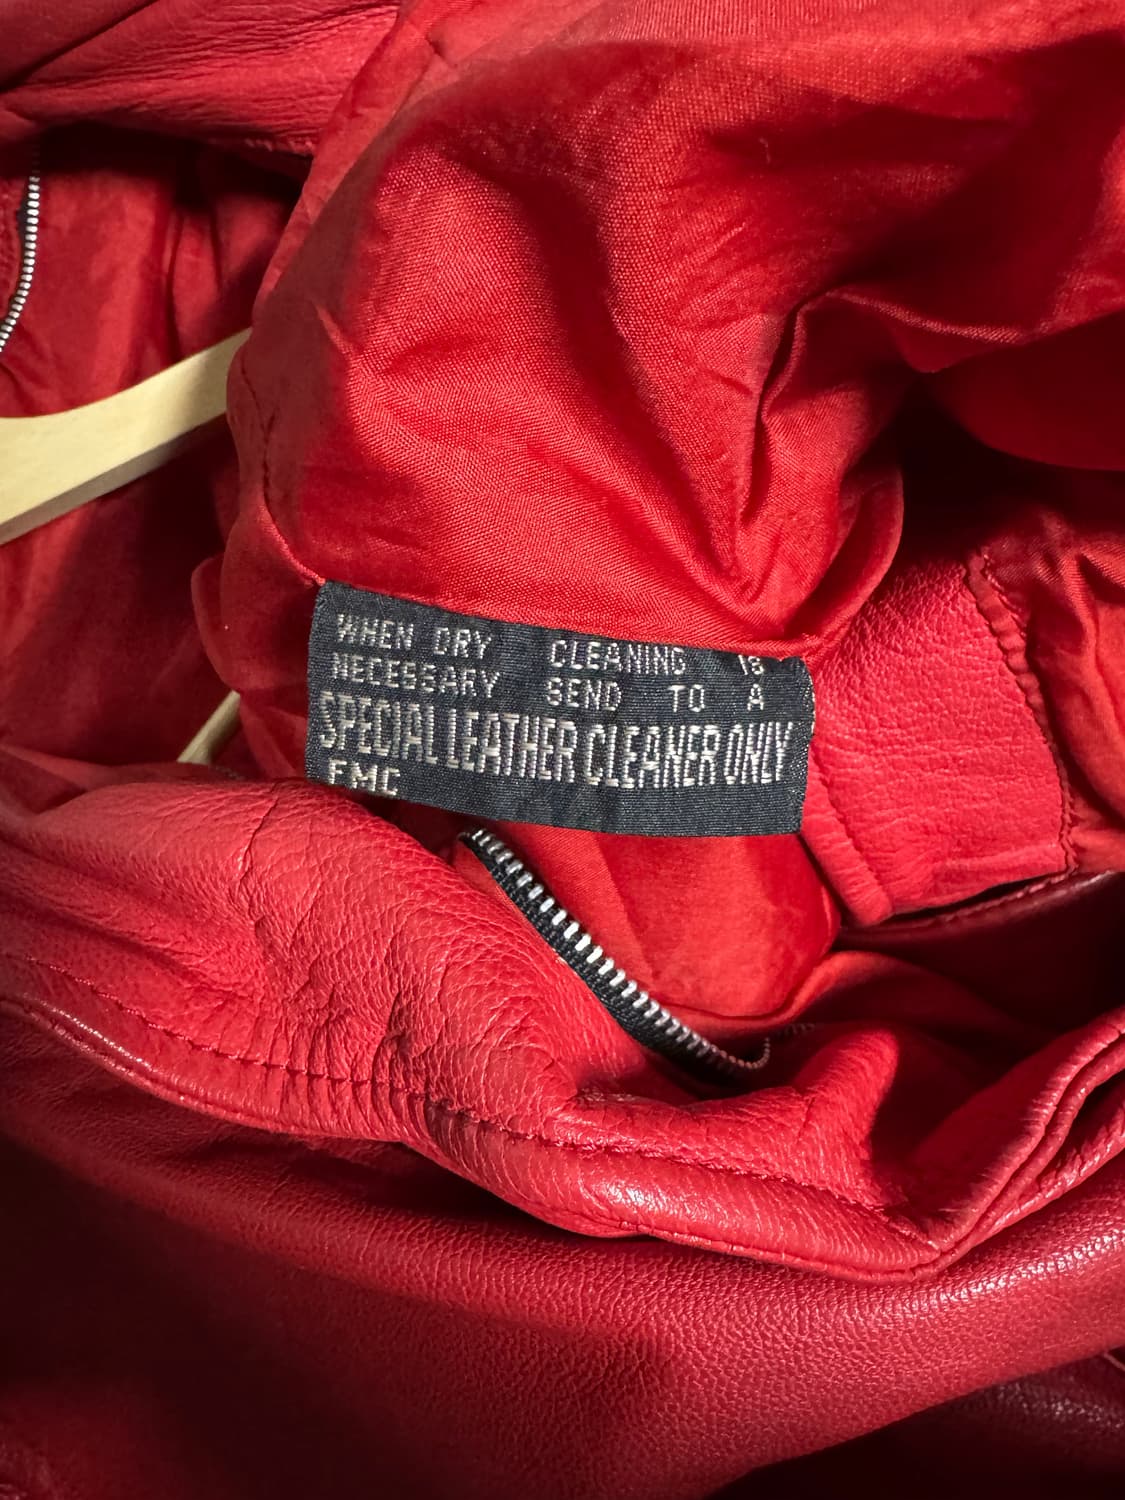 WHEN DRY CLEANING IS
NECESSARY SEND TO A
SPECIAL LEATHER CLEANER ONLY
FMC